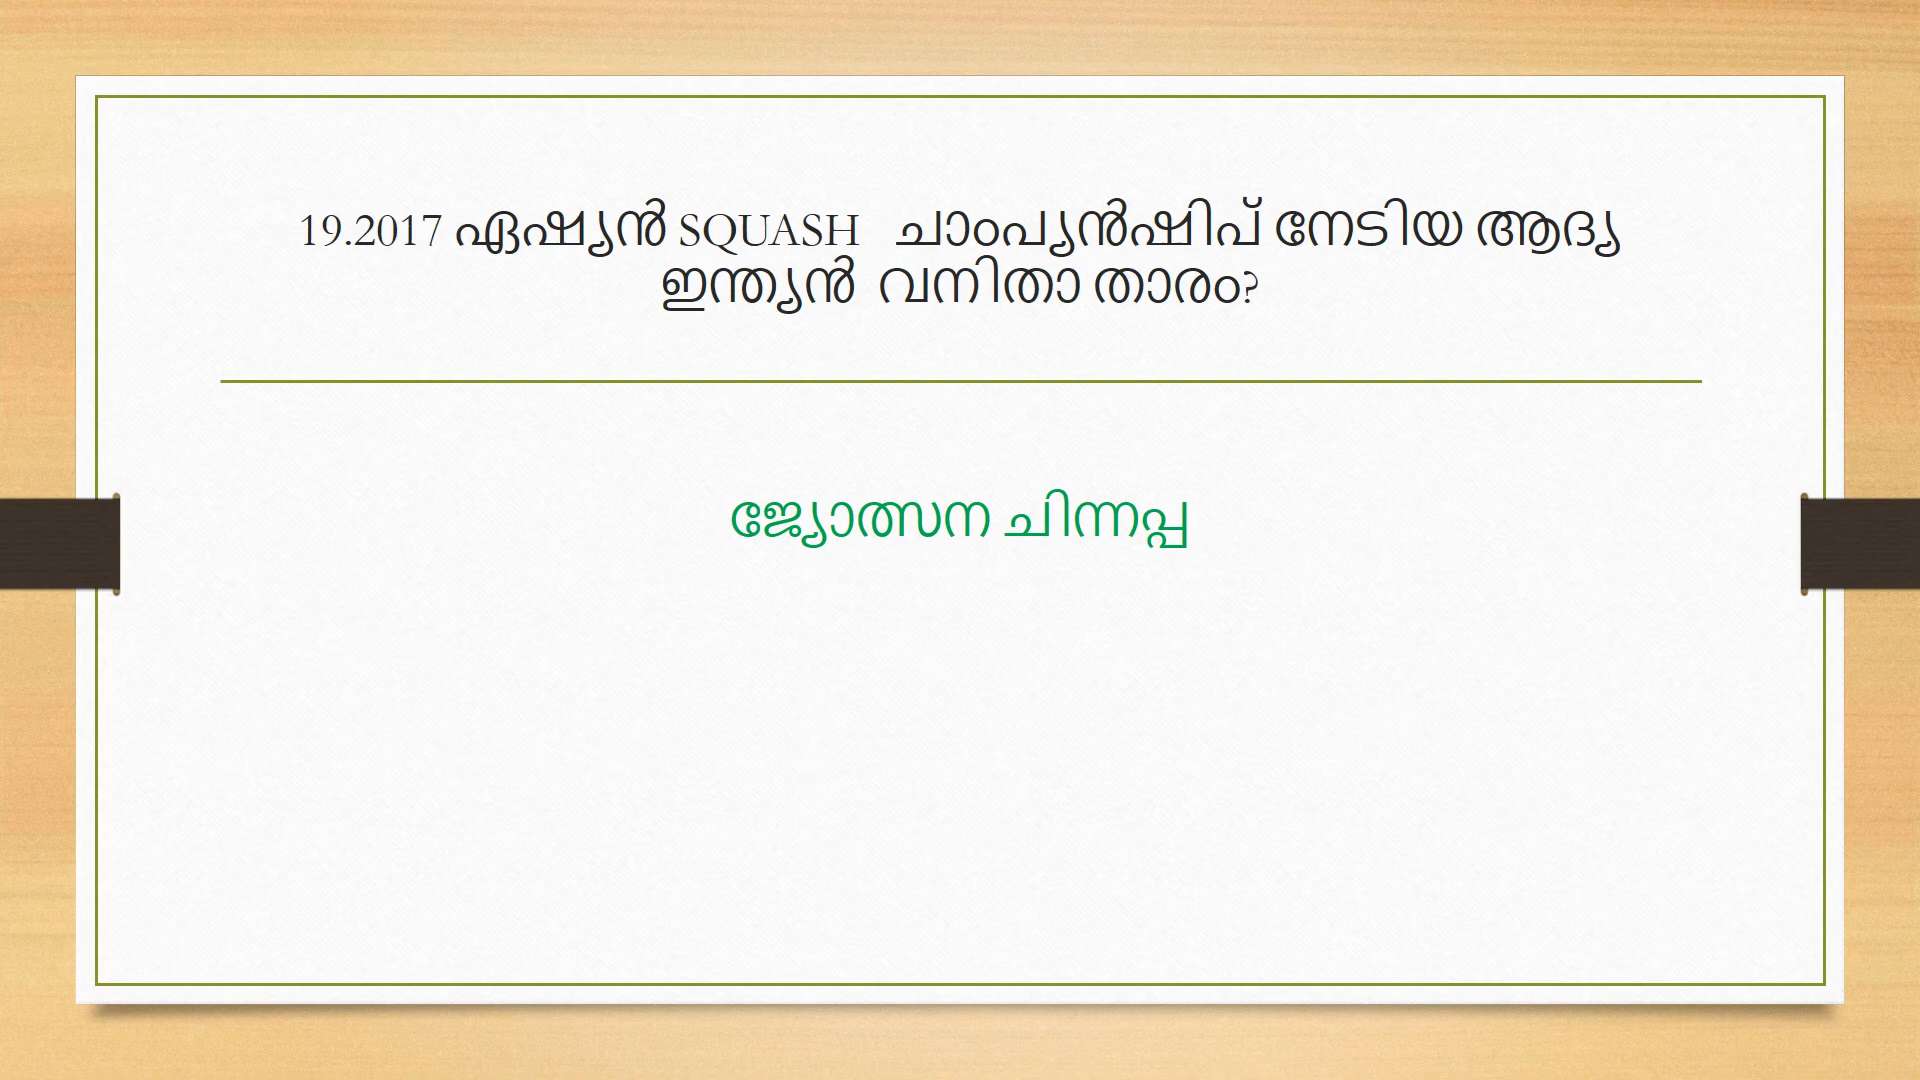 19.2017 ഏഷ്യൻ SQUASH ചാംപ്യൻഷിപ് നേടിയ ആദ്യ
ഇന്ത്യൻ വനിതാ താരം?
ജ്യോത്സന ചിന്നപ്പ